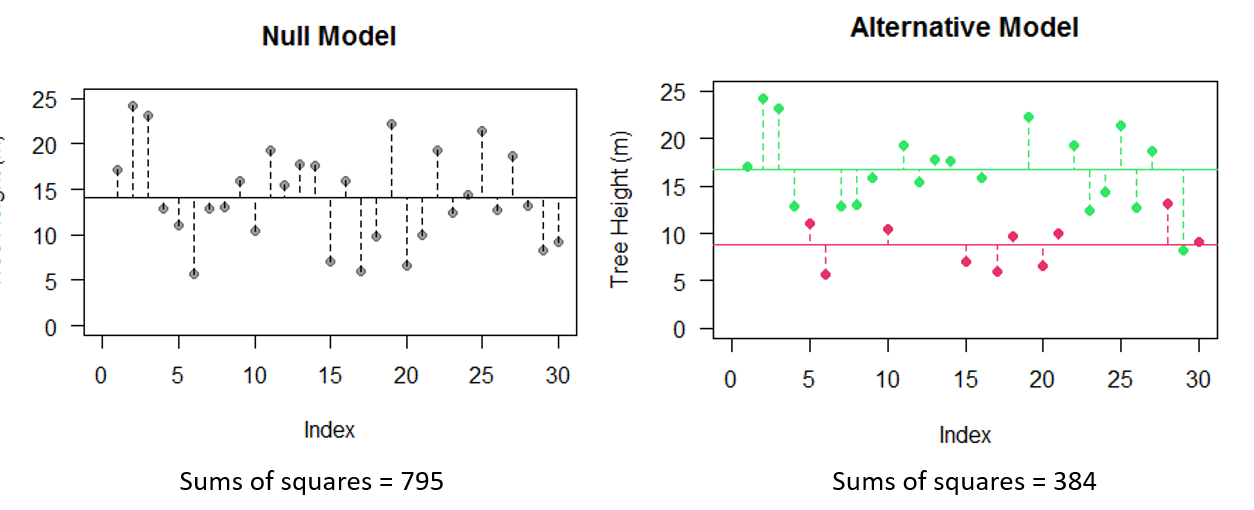 Null Model
25
20
15
10
5
0
0 5 10 15 20 25 30
Index
Sums of squares = 795
Alternative Model
Tree Height (m)
25
20
15
10
5
0
0 5 10 15 20 25 30
Index
Sums of squares = 384